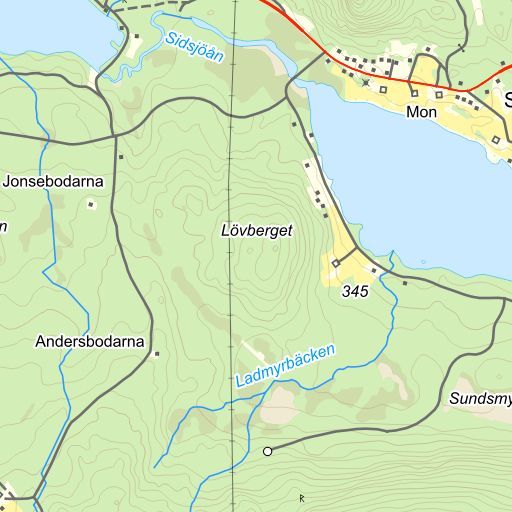 Sidsjöån
S
Mon
Jonsebodarna
n
Lövberget
345
Andersbodarna
Ladmyrbäcken
Sundsmy
R